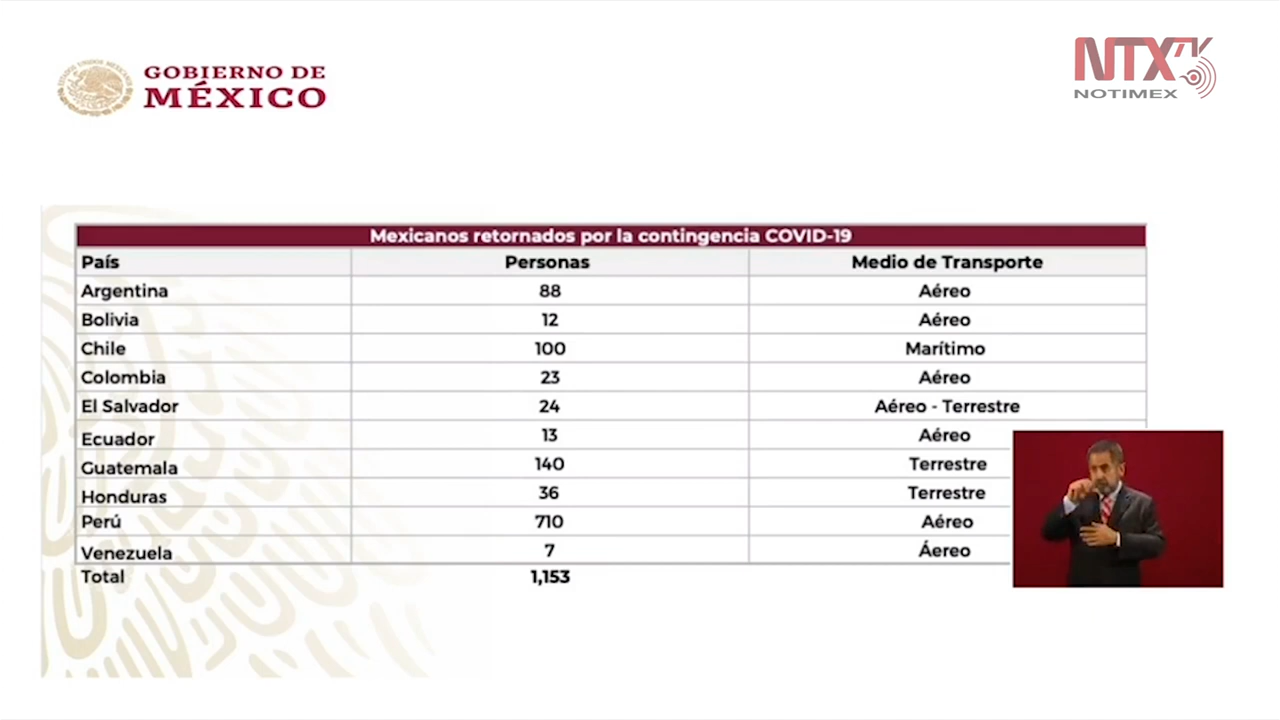 GOBIERNO DE
MÉXICO
NTX TV
NOTIMEX
Mexicanos retornados por la contingencia COVID-19
País Personas Medio de Transporte
Argentina 88 Aéreo
Bolivia 12 Aéreo
Chile 100 Marítimo
Colombia 23 Aéreo
El Salvador 24 Aéreo - Terrestre
Ecuador 13 Aéreo
Guatemala 140 Terrestre
Honduras 36 Terrestre
Perú 710 Aéreo
Venezuela 7 Áereo
Total 1,153